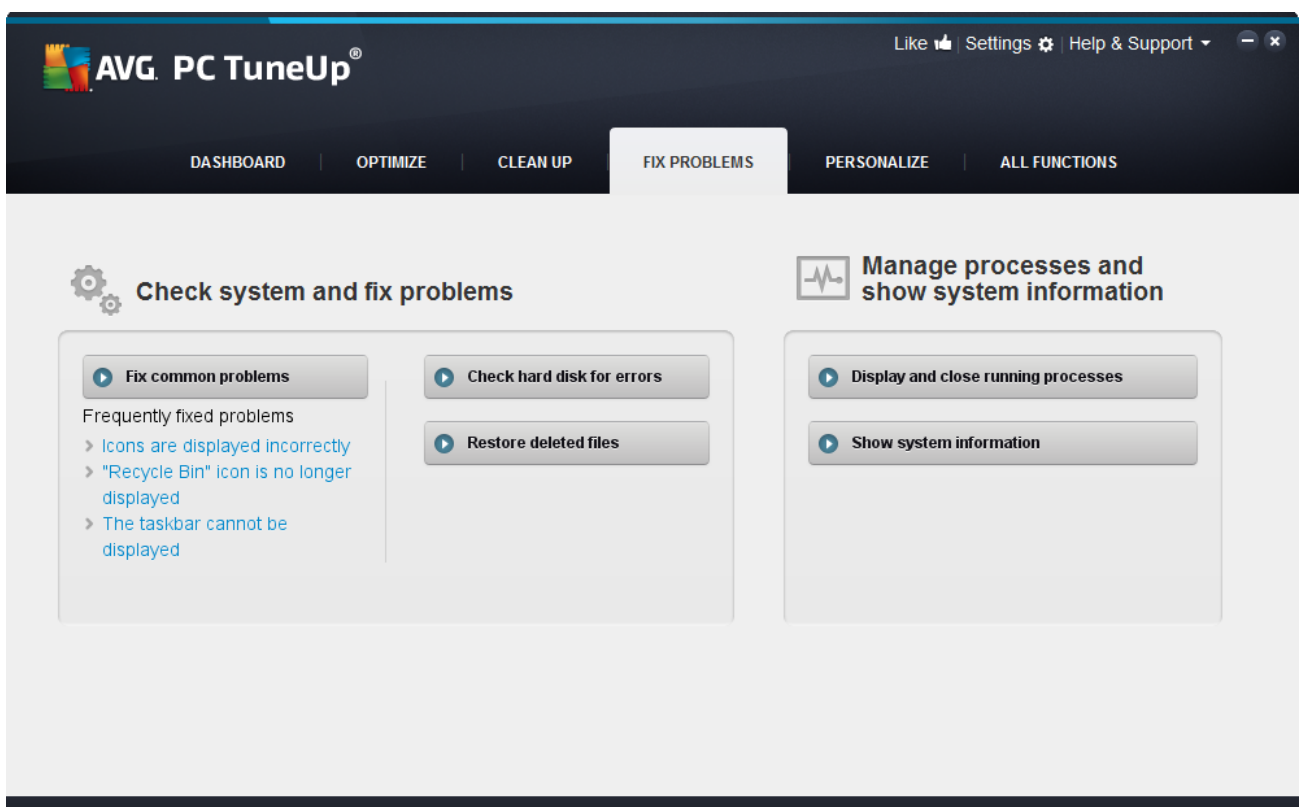 AVG. PC TuneUp®
Like | Settings | Help & Support
DASHBOARD
OPTIMIZE
CLEAN UP
FIX PROBLEMS
PERSONALIZE
ALL FUNCTIONS
Check system and fix problems
Fix common problems
Frequently fixed problems
Icons are displayed incorrectly
"Recycle Bin" icon is no longer
displayed
The taskbar cannot be
displayed
Check hard disk for errors
Restore deleted files
Manage processes and
show system information
Display and close running processes
Show system information